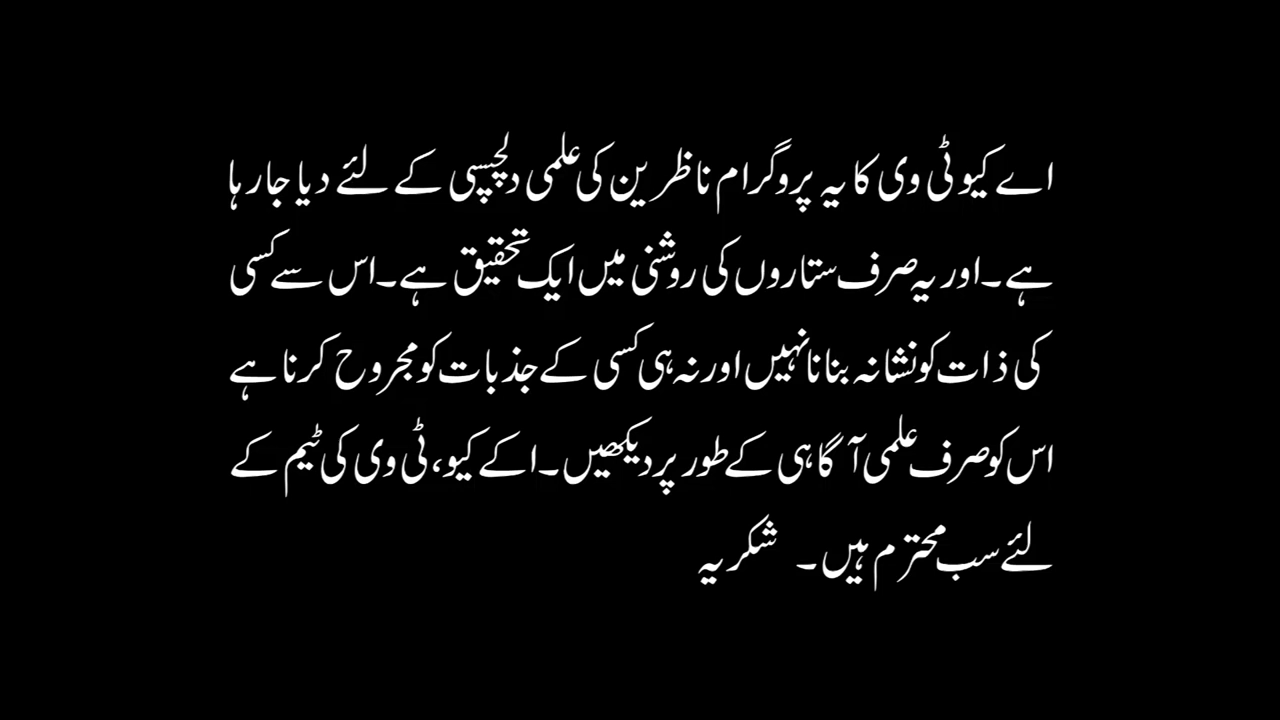 اے کیو ٹی وی کا یہ پروگرام ناظرین کی علمی دلچسپی کے لئے دیا جا رہا
ہے۔ اور یہ صرف ستاروں کی روشنی میں ایک تحقیق ہے۔ اس سے کسی
کی ذات کو نشانہ بنانا نہیں اور نہ ہی کسی کے جذبات کو مجروح کرنا ہے
اس کو صرف علمی آگاہی کے طور پر دیکھیں۔ اکے کیو، ٹی وی کی ٹیم کے
لئے سب محترم ہیں۔ شکریہ